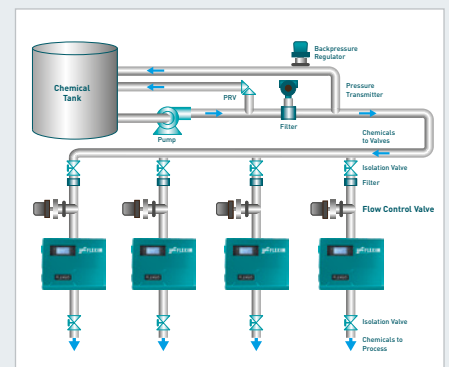 Backpressure
Regulator
Chemical
Tank
Pressure
Transmitter
PRV
Filter
Pump
Chemicals
to Valves
Isolation Valve
Filter
Flow Control Valve
Isolation Valve
Chemicals to
Process